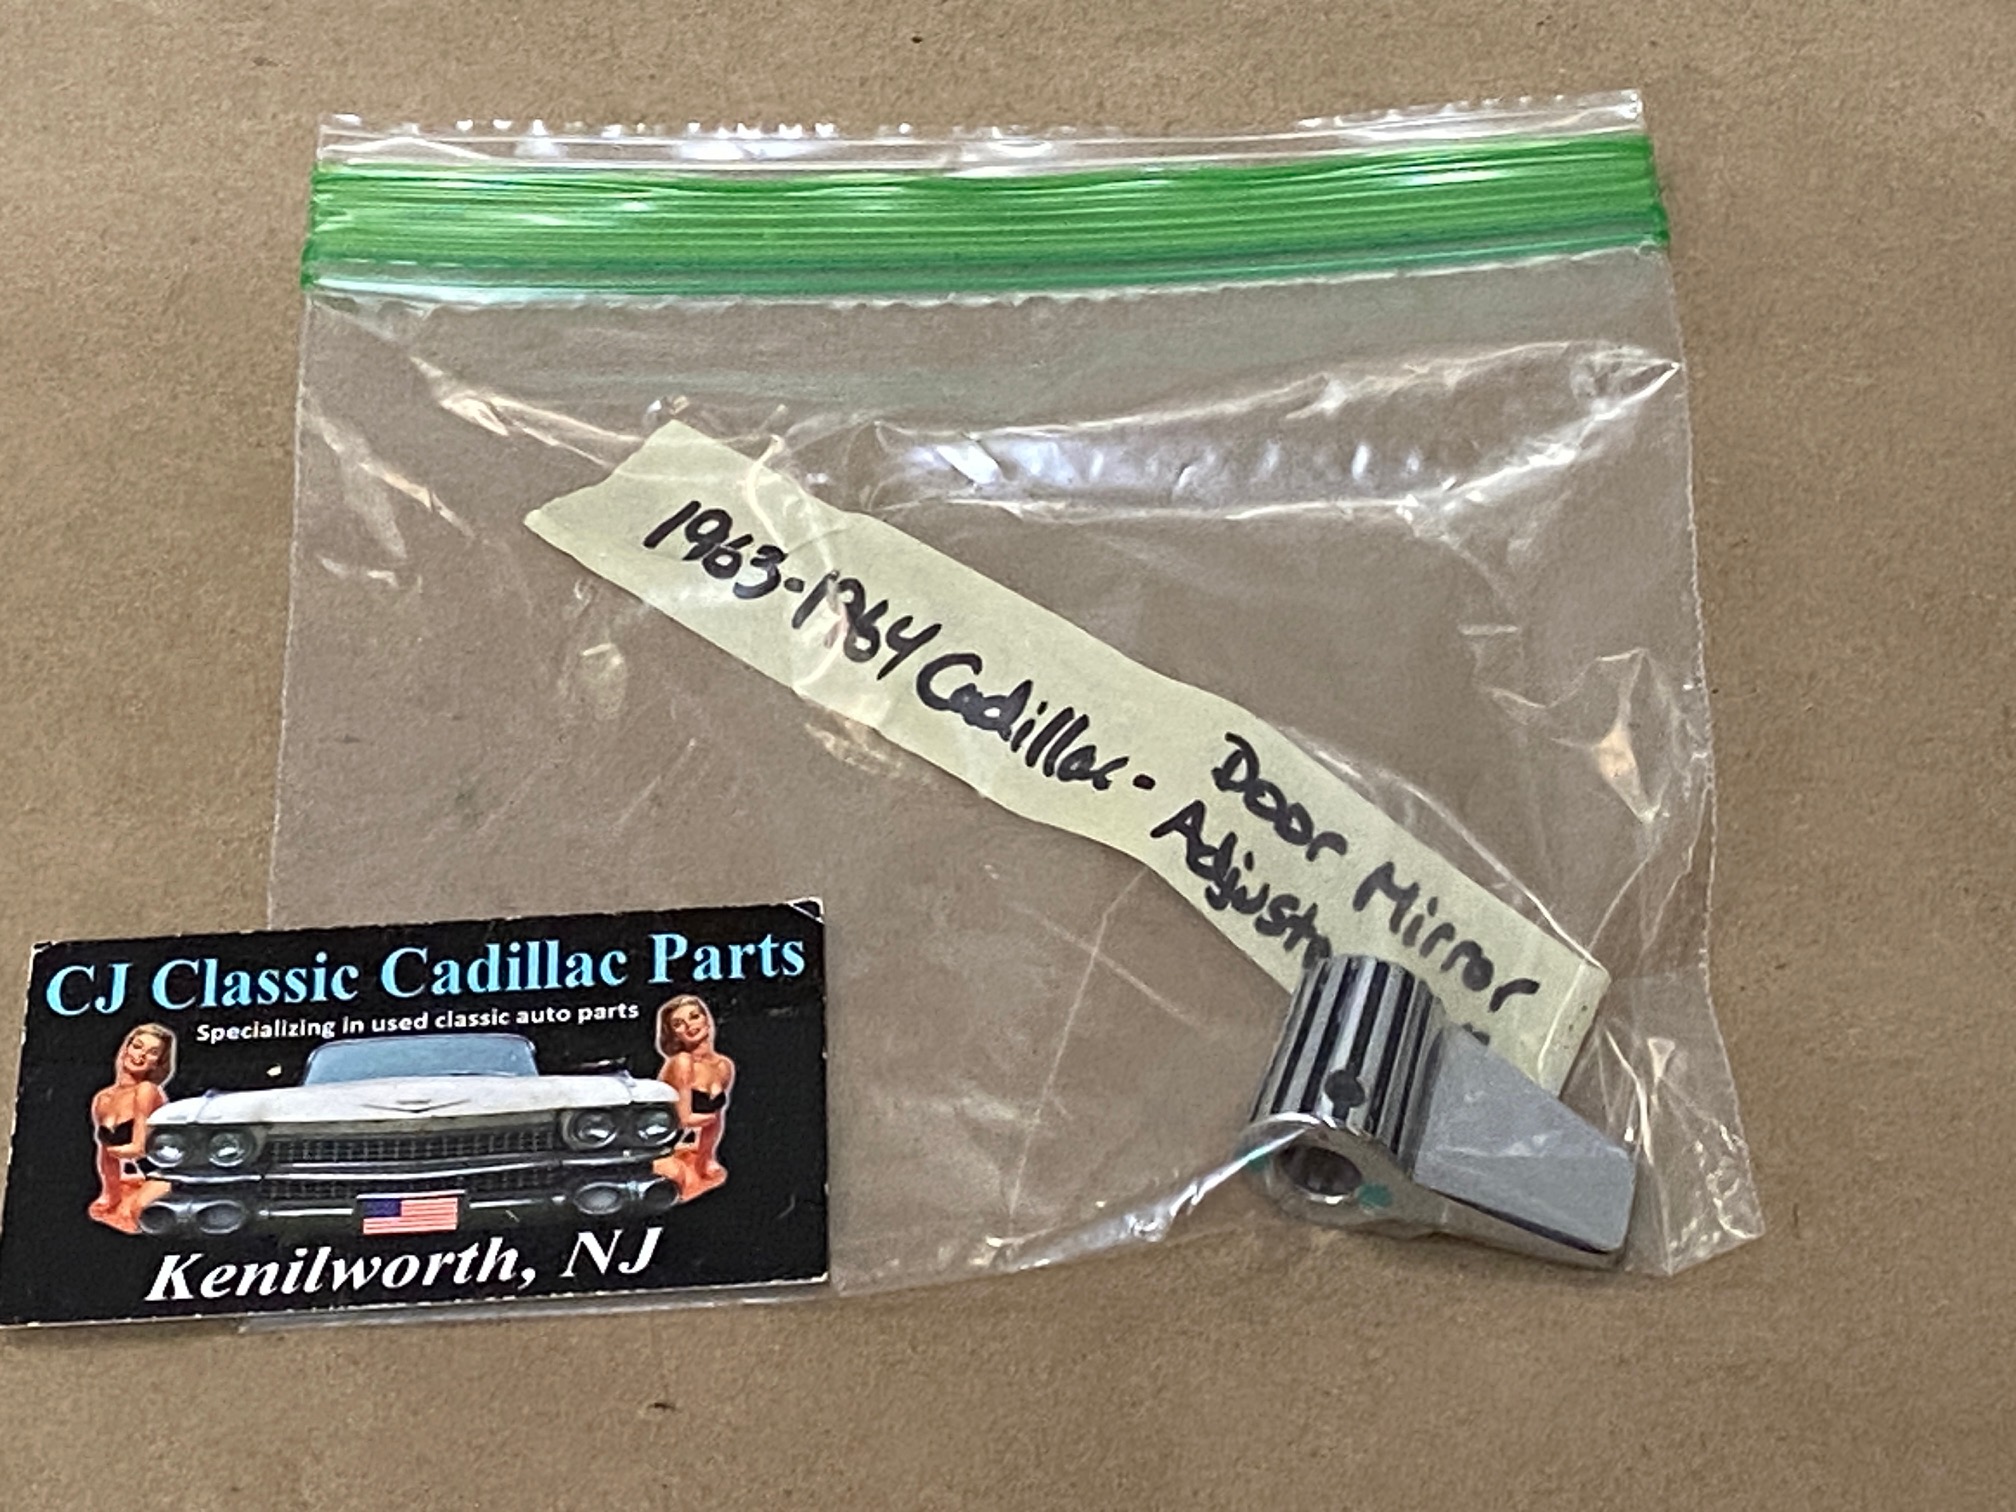 1963-1964 Cadillac - Door Mirror
CJ Classic Cadillac Parts
Specializing in used classic auto parts
Kenilworth, NJ